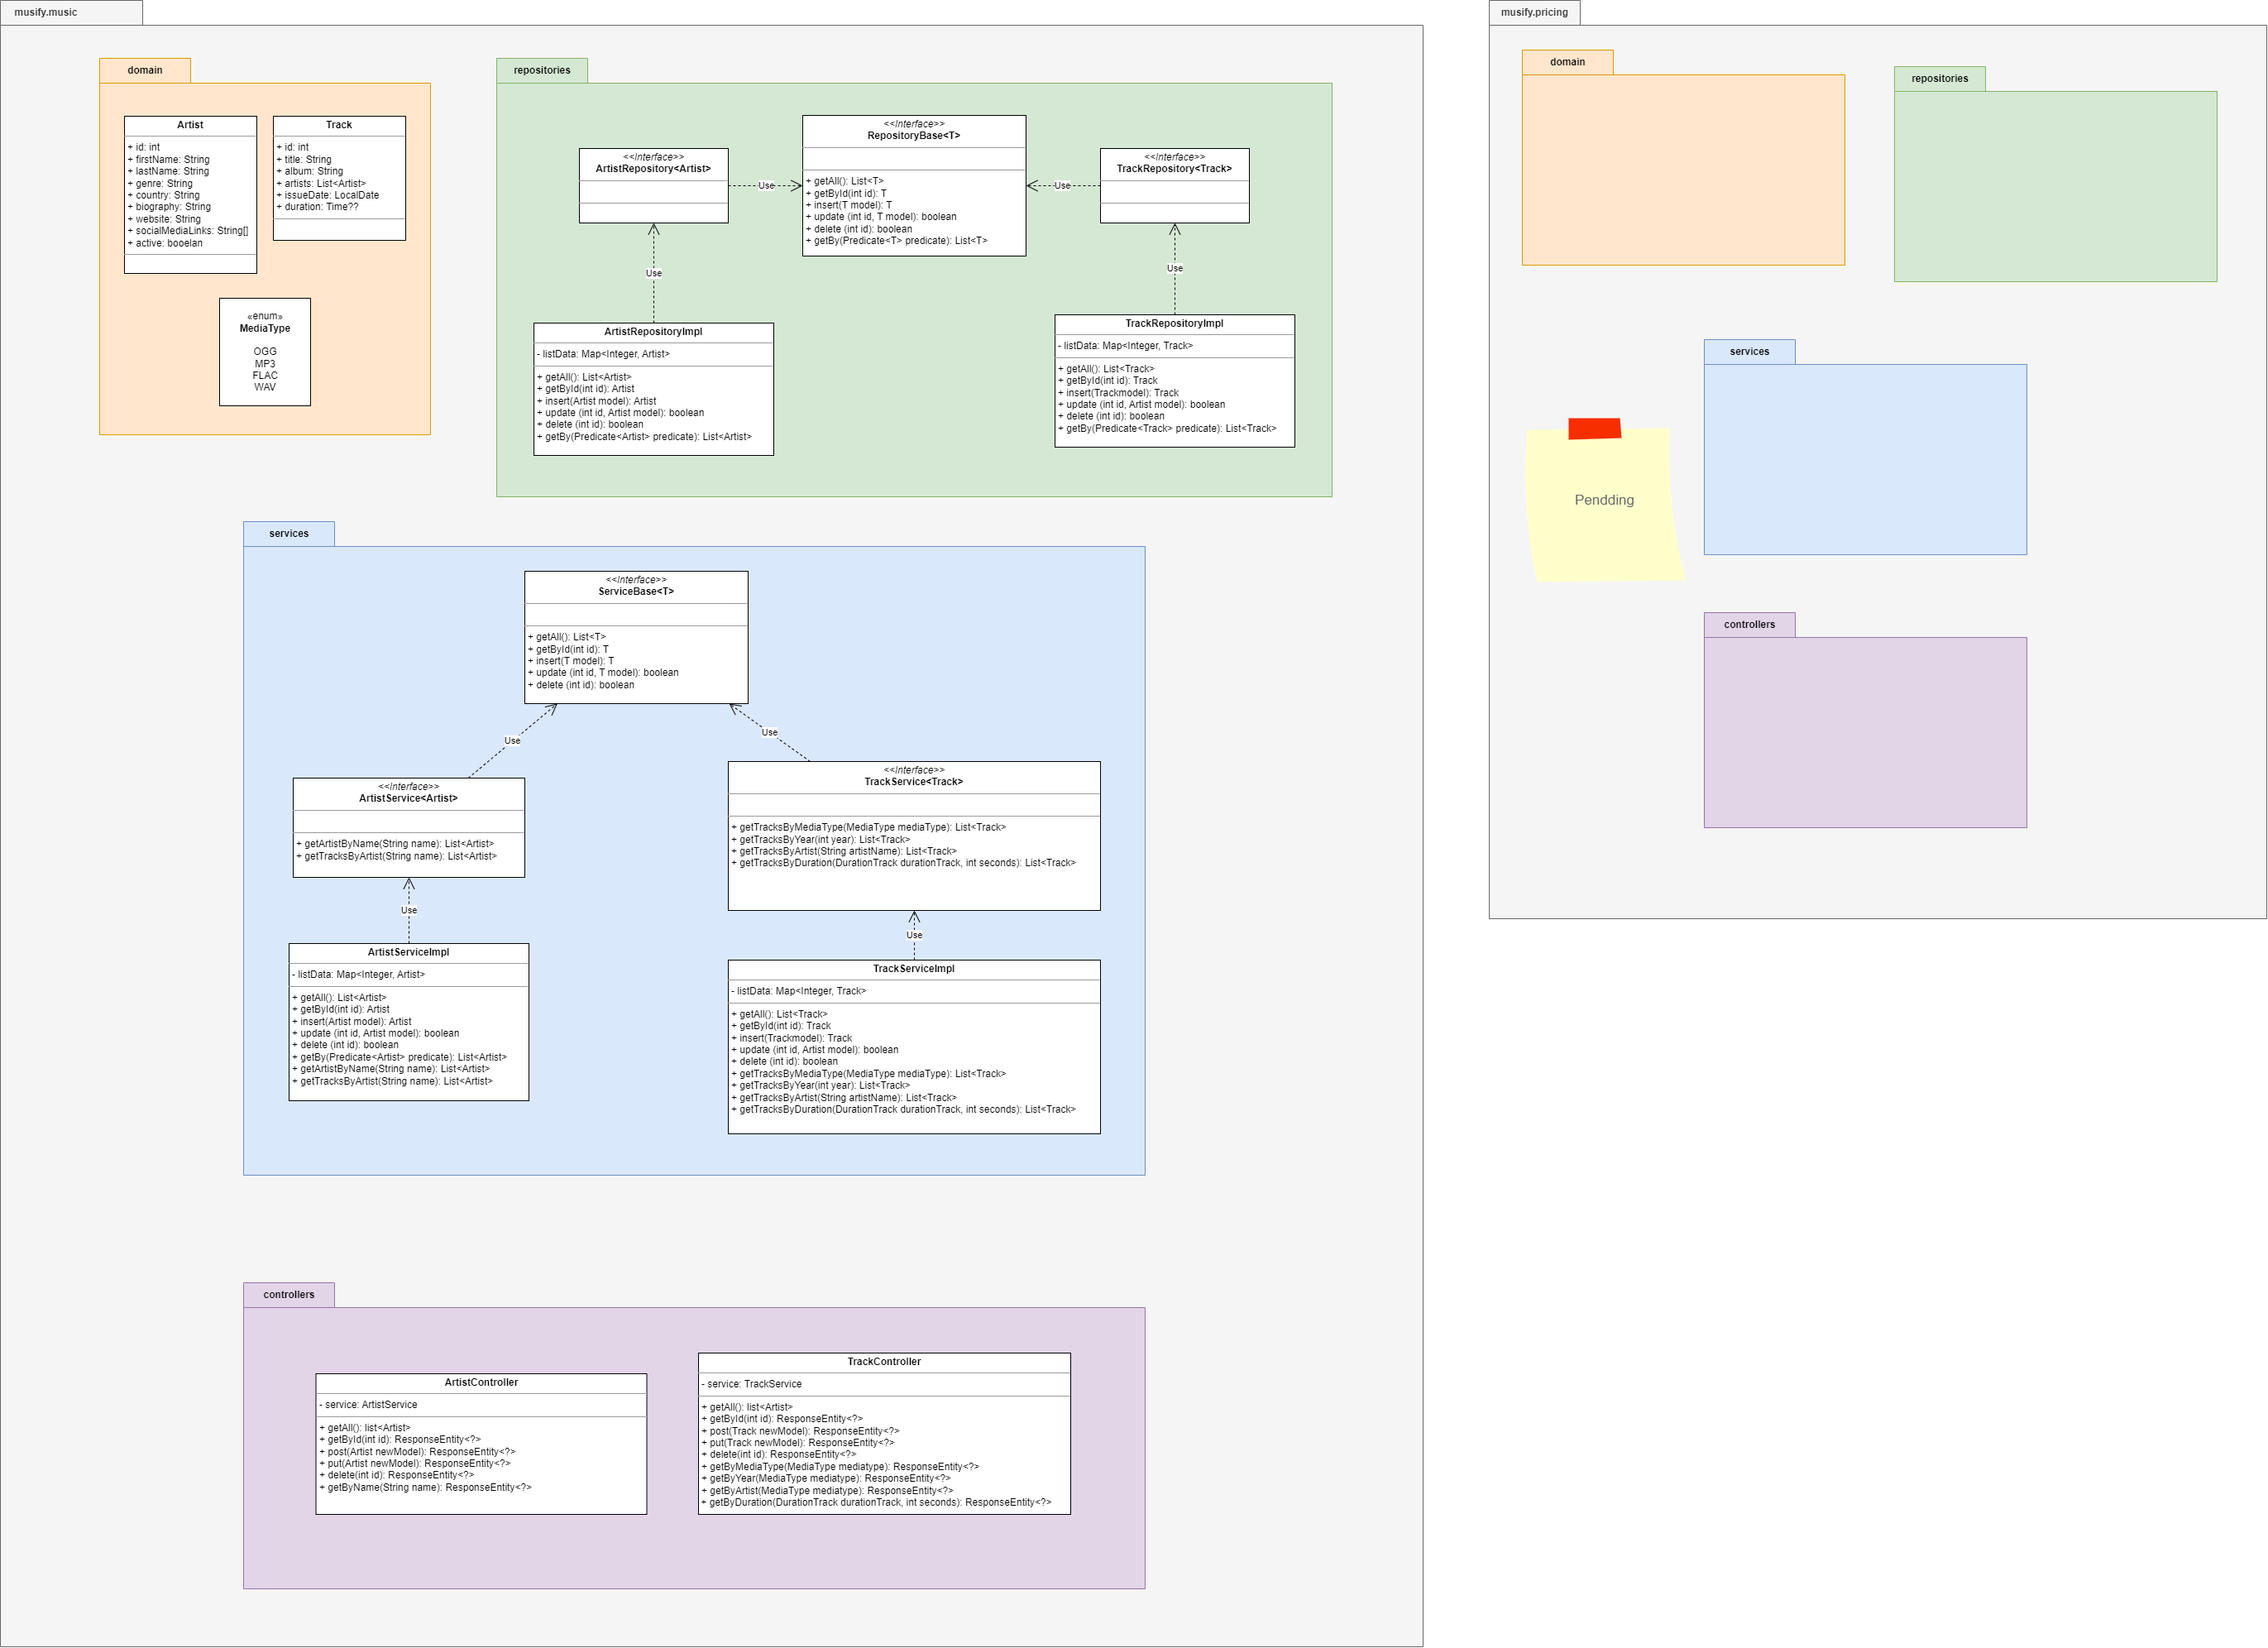 musify.music
domain
Artist
+ id: int
+ firstName: String
+ lastName: String
+ genre: String
+ country: String
+ biography: String
+ website: String
+ socialMediaLinks: String[]
+ active: booelan
Track
+ id: int
+ title: String
+ album: String
+ artists: List<Artist>
+ issueDate: LocalDate
+ duration: Time??
«enum»
MediaType
OGG
MP3
FLAC
WAV
repositories
<<Interface>>
ArtistRepository<Artist>
Use
<<Interface>>
RepositoryBase<T>
+ getAll(): List<T>
+ getById(int id): T
+ insert(T model): T
+ update (int id, T model): boolean
+ delete (int id): boolean
+ getBy(Predicate<T> predicate): List<T>
Use
<<Interface>>
TrackRepository<Track>
Use
Use
ArtistRepositoryImpl
- listData: Map<Integer, Artist>
+ getAll(): List<Artist>
+ getById(int id): Artist
+ insert(Artist model): Artist
+ update (int id, Artist model): boolean
+ delete (int id): boolean
+ getBy(Predicate<Artist> predicate): List<Artist>
TrackRepositoryImpl
- listData: Map<Integer, Track>
+ getAll(): List<Track>
+ getById(int id): Track
+ insert(Trackmodel): Track
+ update (int id, Artist model): boolean
+ delete (int id): boolean
+ getBy(Predicate<Track> predicate): List<Track>
services
<<Interface>>
ServiceBase<T>
+ getAll(): List<T>
+ getById(int id): T
+ insert(T model): T
+ update (int id, T model): boolean
+ delete (int id): boolean
Use
Use
<<Interface>>
ArtistService<Artist>
+ getArtistByName(String name): List<Artist>
+ getTracksByArtist(String name): List<Artist>
<<Interface>>
TrackService<Track>
+ getTracksByMediaType(MediaType mediaType): List<Track>
+ getTracksByYear(int year): List<Track>
+ getTracksByArtist(String artistName): List<Track>
+ getTracksByDuration(DurationTrack durationTrack, int seconds): List<Track>
Use
Use
ArtistServiceImpl
- listData: Map<Integer, Artist>
+ getAll(): List<Artist>
+ getById(int id): Artist
+ insert(Artist model): Artist
+ update (int id, Artist model): boolean
+ delete (int id): boolean
+ getBy(Predicate<Artist> predicate): List<Artist>
+ getArtistByName(String name): List<Artist>
+ getTracksByArtist(String name): List<Artist>
TrackServiceImpl
- listData: Map<Integer, Track>
+ getAll(): List<Track>
+ getById(int id): Track
+ insert(Trackmodel): Track
+ update (int id, Artist model): boolean
+ delete (int id): boolean
+ getTracksByMediaType(MediaType mediaType): List<Track>
+ getTracksByYear(int year): List<Track>
+ getTracksByArtist(String artistName): List<Track>
+ getTracksByDuration(DurationTrack durationTrack, int seconds): List<Track>
controllers
ArtistController
- service: ArtistService
+ getAll(): list<Artist>
+ getById(int id): ResponseEntity<?>
+ post(Artist newModel): ResponseEntity<?>
+ put(Artist newModel): ResponseEntity<?>
+ delete(int id): ResponseEntity<?>
+ getByName(String name): ResponseEntity<?>
TrackController
- service: TrackService
+ getAll(): list<Artist>
+ getById(int id): ResponseEntity<?>
+ post(Track newModel): ResponseEntity<?>
+ put(Track newModel): ResponseEntity<?>
+ delete(int id): ResponseEntity<?>
+ getByMediaType(MediaType mediatype): ResponseEntity<?>
+ getByYear(MediaType mediatype): ResponseEntity<?>
+ getByArtist(MediaType mediatype): ResponseEntity<?>
+ getByDuration(DurationTrack durationTrack, int seconds): ResponseEntity<?>
musify.pricing
domain
repositories
services
Pendding
controllers